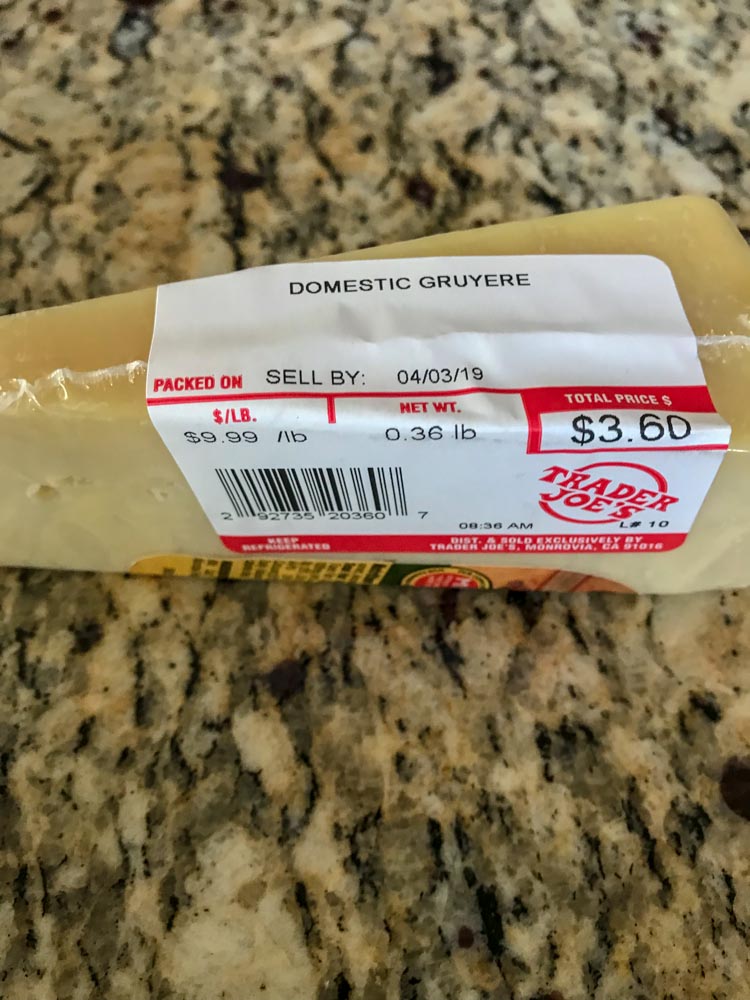 DOMESTIC GRUYERE
PACKED ON SELL BY: 04/03/19
$/LB. NET WT. TOTAL PRICE $
$9.99 /lb 0.36 lb $3.60
TRADER
JOE'S
2 92735 20360 7
08:36 AM L# 10
KEEP
REFRIGERATED
DIST. & SOLD EXCLUSIVELY BY
TRADER JOE'S, MONROVIA, CA 91016